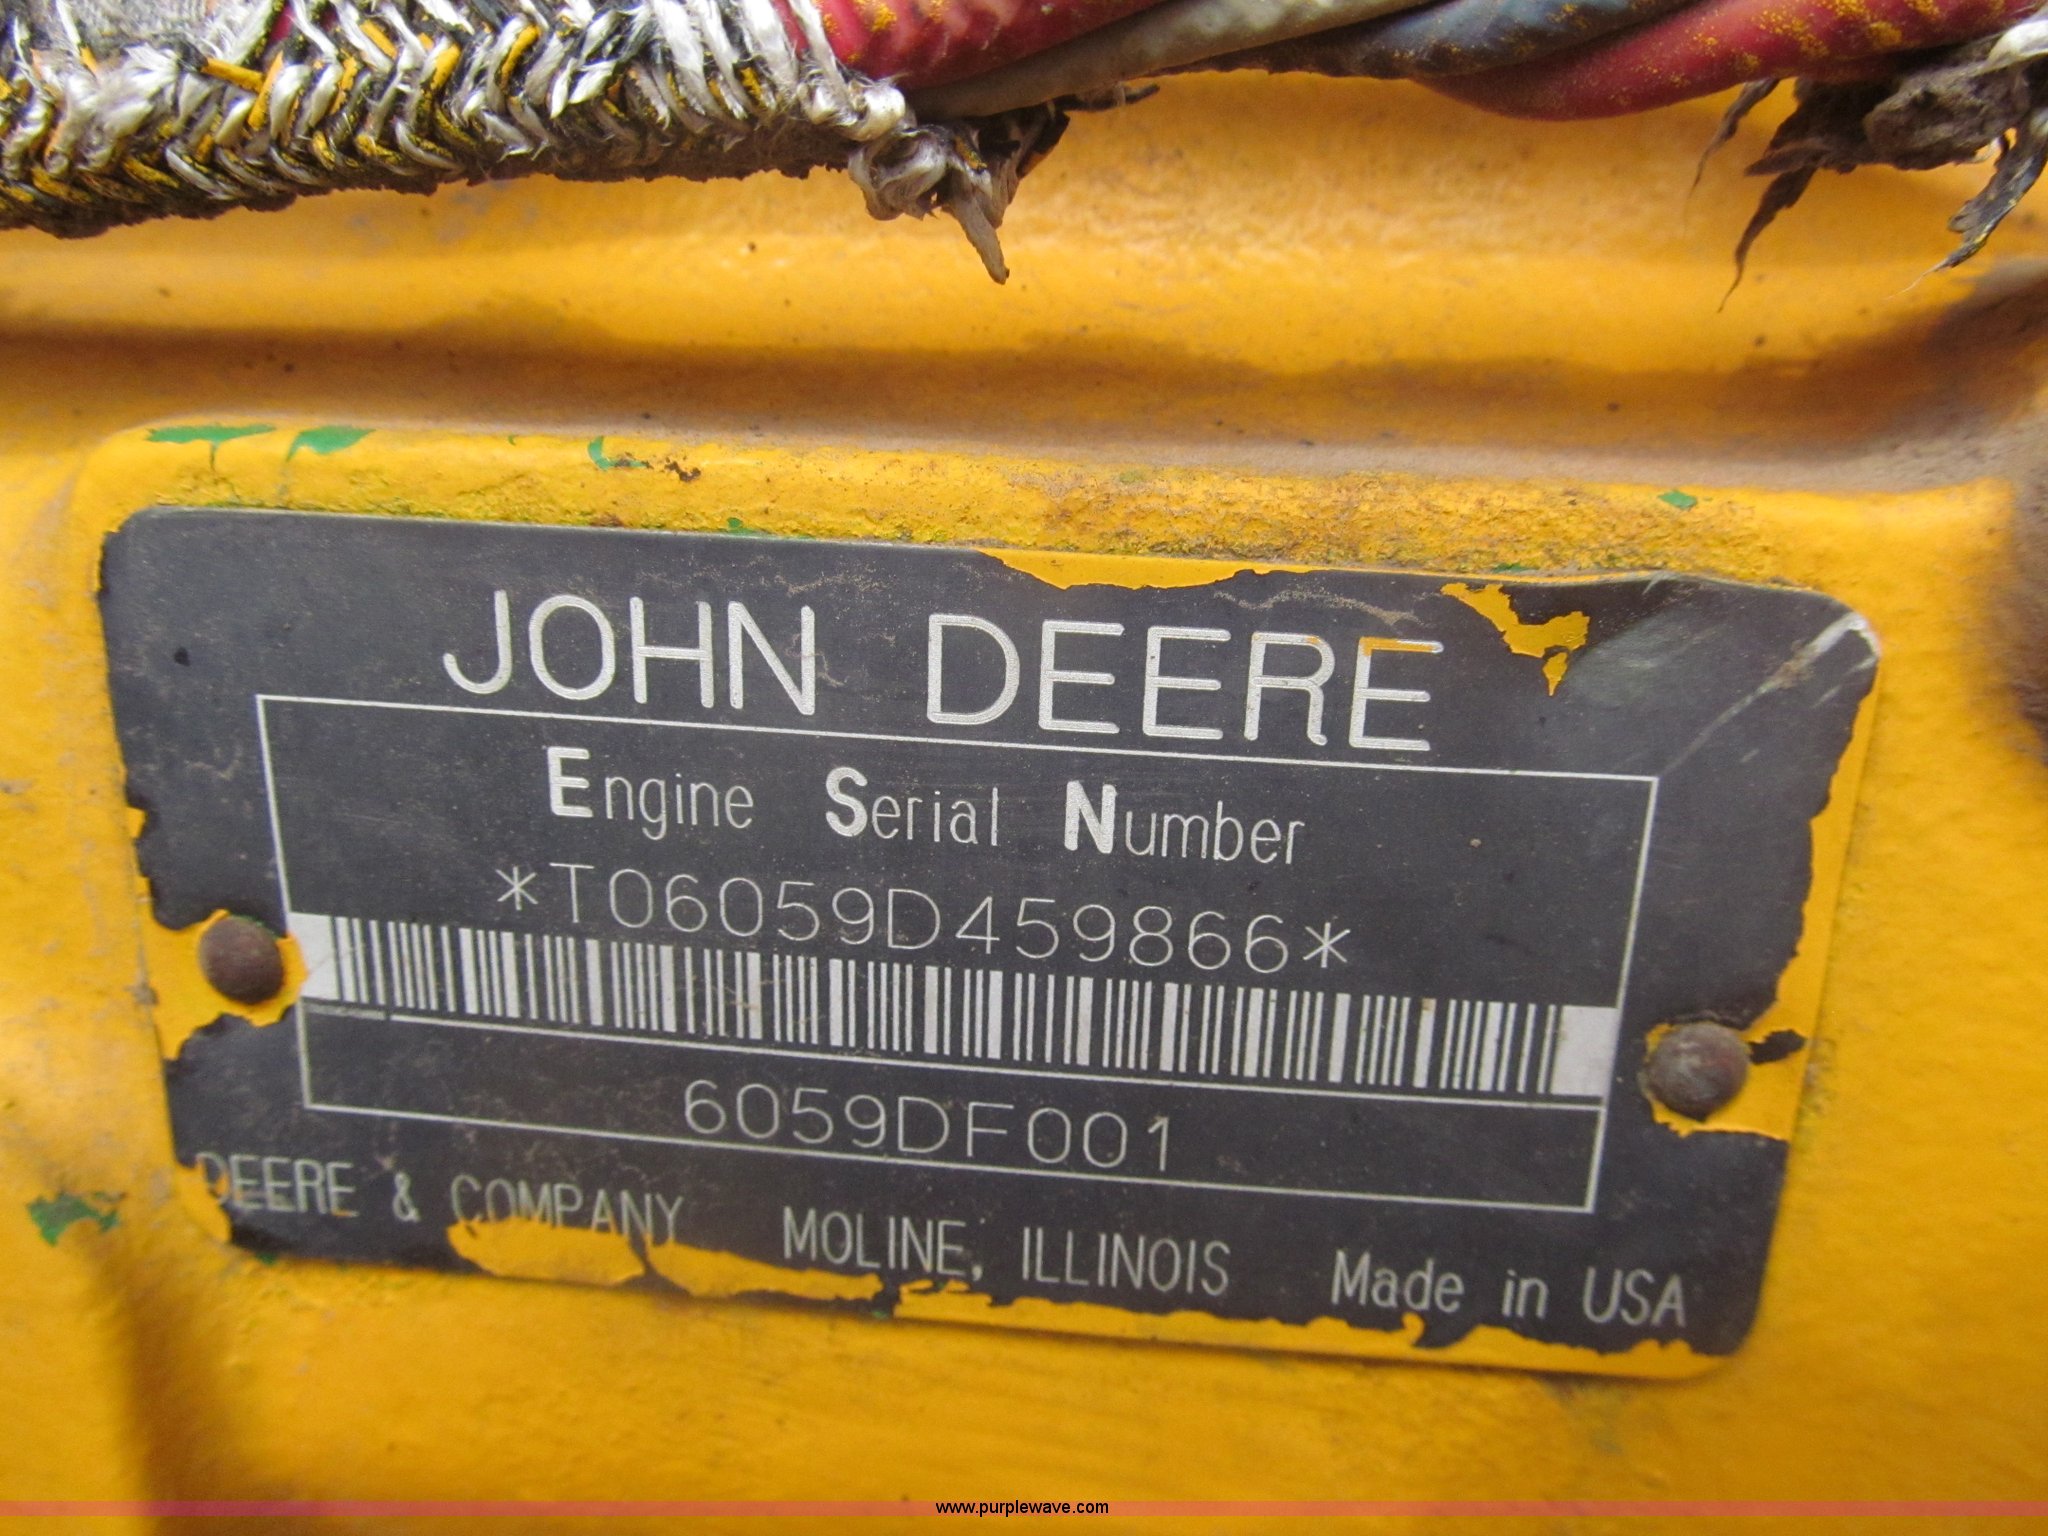 JOHN DEERE
Engine Serial Number
*T06059D459866*
6059DF001
DEERE & COMPANY MOLINE, ILLINOIS Made in USA
www.purplewave.com